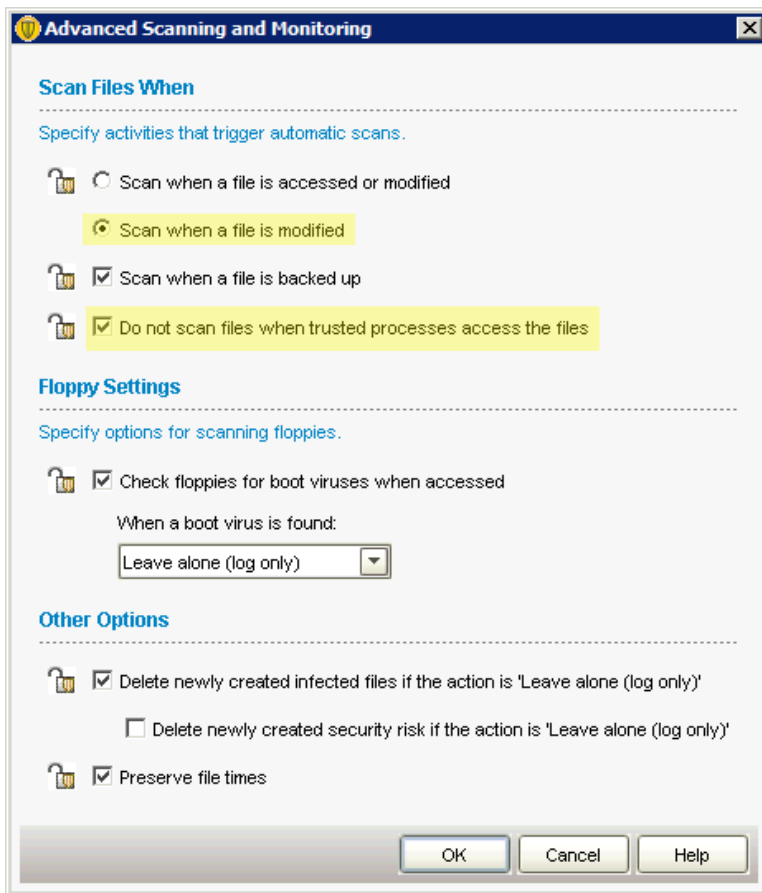 Advanced Scanning and Monitoring
Scan Files When
Specify activities that trigger automatic scans.
Scan when a file is accessed or modified
Scan when a file is modified
Scan when a file is backed up
Do not scan files when trusted processes access the files
Floppy Settings
Specify options for scanning floppies.
Check floppies for boot viruses when accessed
When a boot virus is found:
Leave alone (log only)
Other Options
Delete newly created infected files if the action is 'Leave alone (log only)'
Delete newly created security risk if the action is 'Leave alone (log only)'
Preserve file times
OK Cancel Help